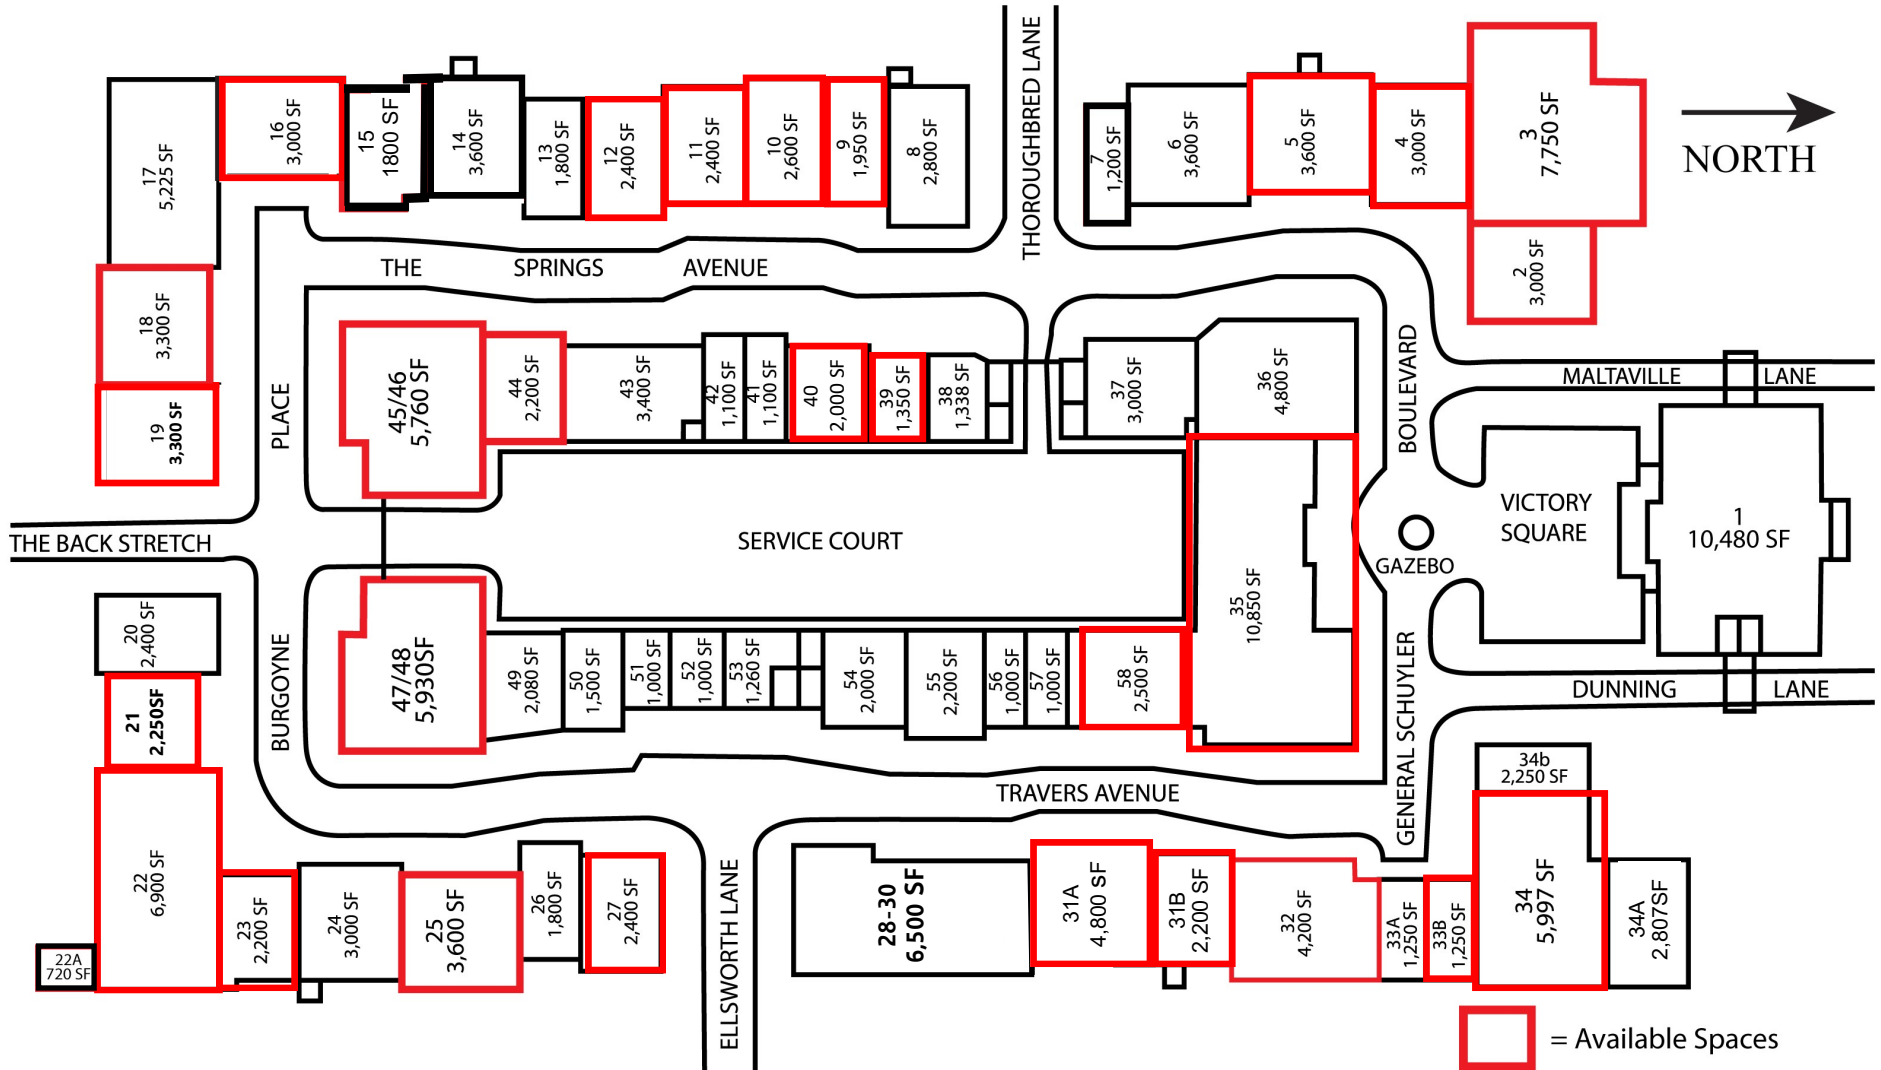 17
5,225 SF
16
3,000 SF
15
1800 SF
14
3,600 SF
13
1,800 SF
12
2,400 SF
11
2,400 SF
10
2,600 SF
9
1,950 SF
8
2,800 SF
THOROUGHBRED LANE
7
1,200 SF
6
3,600 SF
5
3,600 SF
4
3,000 SF
3
7,750 SF
2
3,000 SF
NORTH
THE SPRINGS AVENUE
18
3,300 SF
19
3,300 SF
PLACE
45/46
5,760 SF
44
2,200 SF
43
3,400 SF
42
1,100 SF
41
1,100 SF
40
2,000 SF
39
1,350 SF
38
1,338 SF
37
3,000 SF
36
4,800 SF
BOULEVARD
MALTAVILLE LANE
THE BACK STRETCH
SERVICE COURT
35
10,850 SF
GAZEBO
VICTORY
SQUARE
1
10,480 SF
20
2,400 SF
21
2,250SF
BURGOYNE
47/48
5,930SF
49
2,080 SF
50
1,500 SF
51
1,000 SF
52
1,000 SF
53
1,260 SF
54
2,000 SF
55
2,200 SF
56
1,000 SF
57
1,000 SF
58
2,500 SF
GENERAL SCHUYLER
DUNNING LANE
TRAVERS AVENUE
22
6,900 SF
22A
720 SF
23
2,200 SF
24
3,000 SF
25
3,600 SF
26
1,800 SF
27
2,400 SF
ELLSWORTH LANE
28-30
6,500 SF
31A
4,800 SF
31B
2,200 SF
32
4,200 SF
33A
1,250 SF
33B
1,250 SF
34b
2,250 SF
34
5,997 SF
34A
2,807SF
= Available Spaces